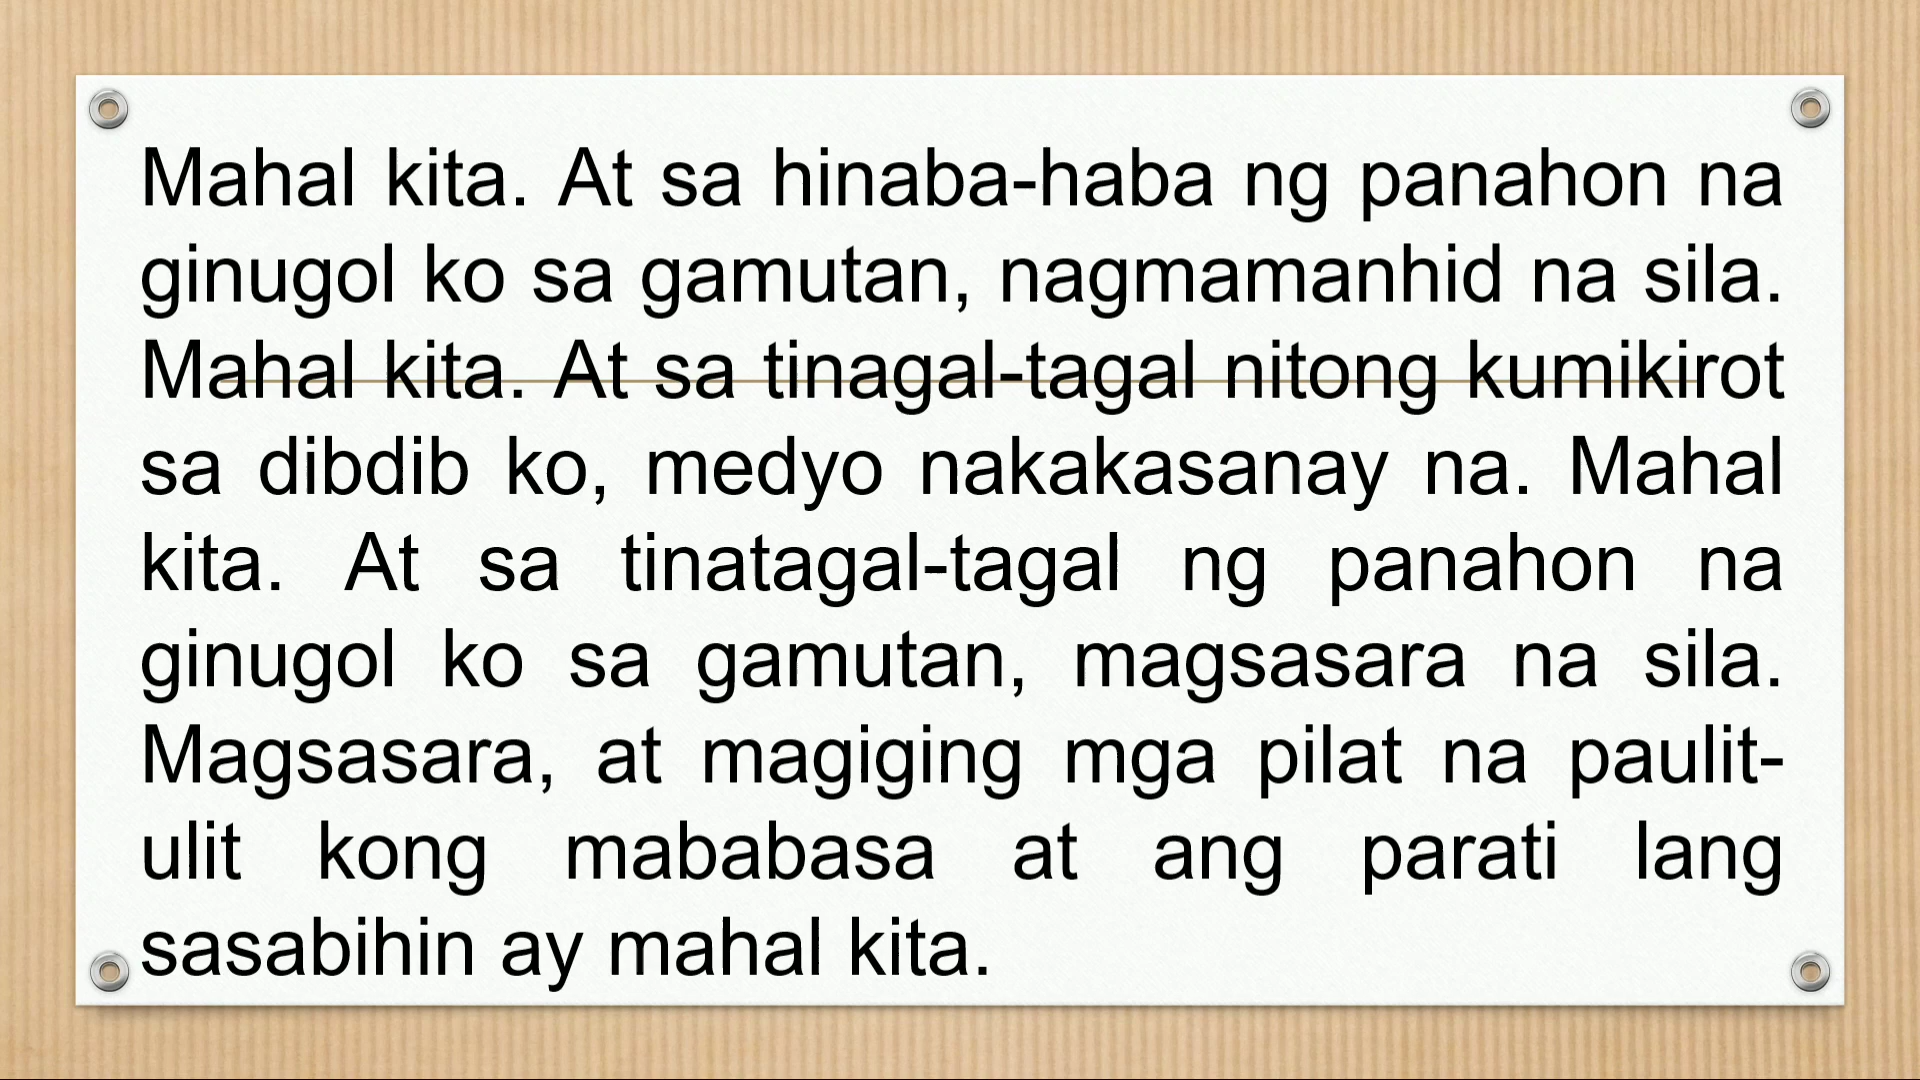 Mahal kita. At sa hinaba-haba ng panahon na
ginugol ko sa gamutan, nagmamanhid na sila.
Mahal kita. At sa tinagal-tagal nitong kumikirot
sa dibdib ko, medyo nakakasanay na. Mahal
kita. At sa tinatagal-tagal ng panahon na
ginugol ko sa gamutan, magsasara na sila.
Magsasara, at magiging mga pilat na paulit-
ulit kong mababasa at ang parati lang
sasabihin ay mahal kita.